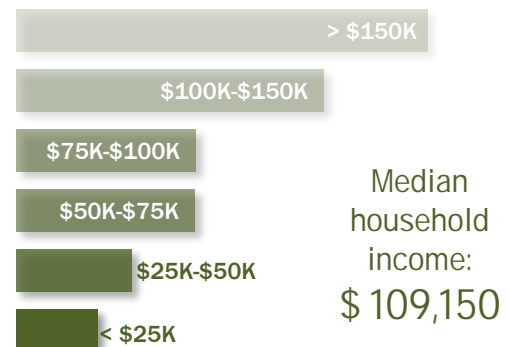 > $150K
$100K-$150K
$75K-$100K
$50K-$75K
$25K-$50K
< $25K
Median
household
income:
$ 109,150